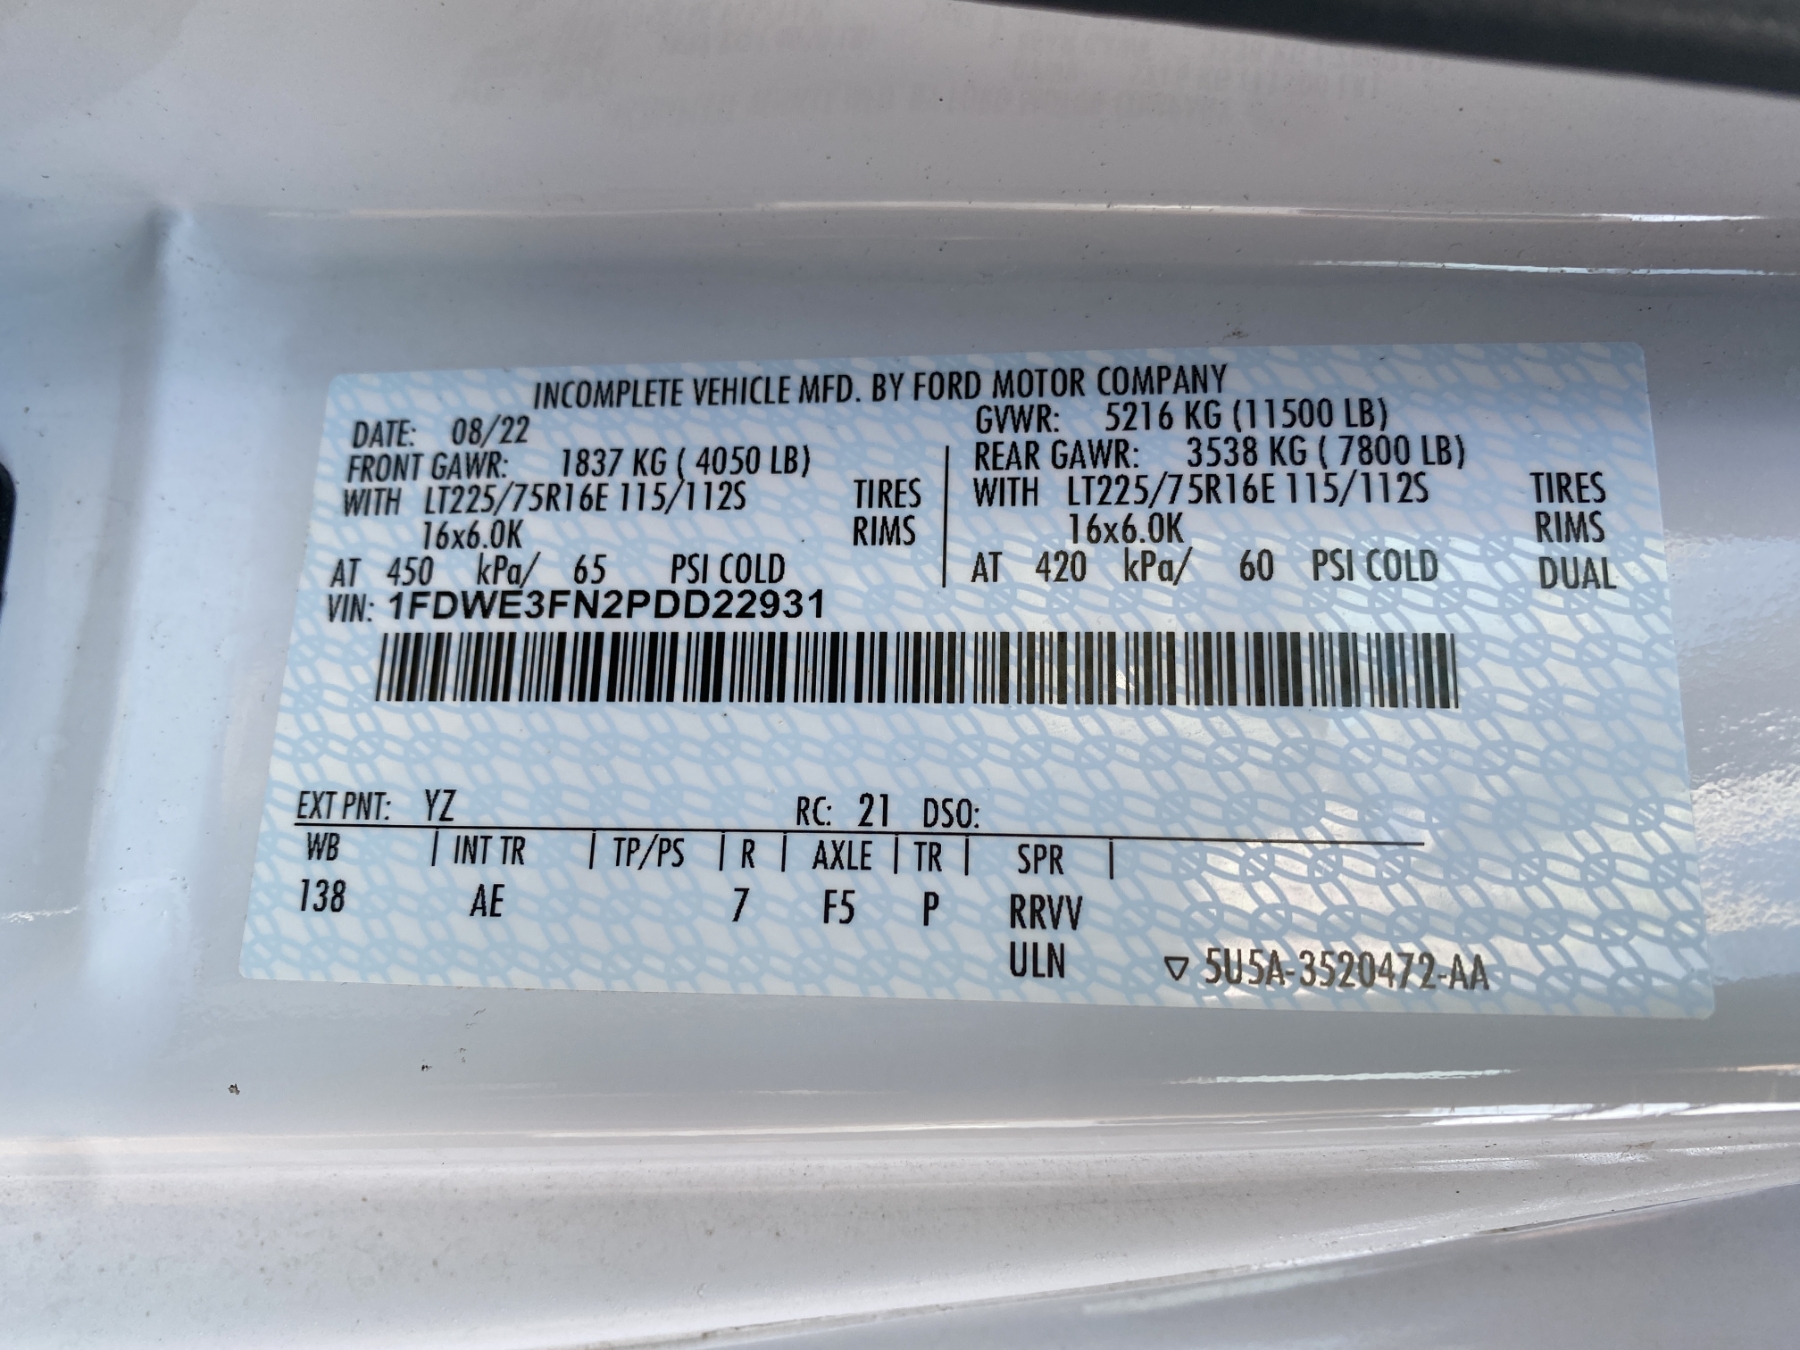 INCOMPLETE VEHICLE MFD. BY FORD MOTOR COMPANY
DATE: 08/22 GVWR: 5216 KG (11500 LB)
FRONT GAWR: 1837 KG ( 4050 LB) REAR GAWR: 3538 KG ( 7800 LB)
WITH LT225/75R16E 115/112S TIRES WITH LT225/75R16E 115/112S TIRES
16x6.0K RIMS 16x6.0K RIMS
AT 450 kPa/ 65 PSI COLD AT 420 kPa/ 60 PSI COLD DUAL
VIN: 1FDWE3FN2PDD22931
EXT PNT: YZ RC: 21 DSO:
WB | INT TR | TP/PS | R | AXLE | TR | SPR |
138 AE 7 F5 P RRVV
ULN ▽ 5U5A-3520472-AA